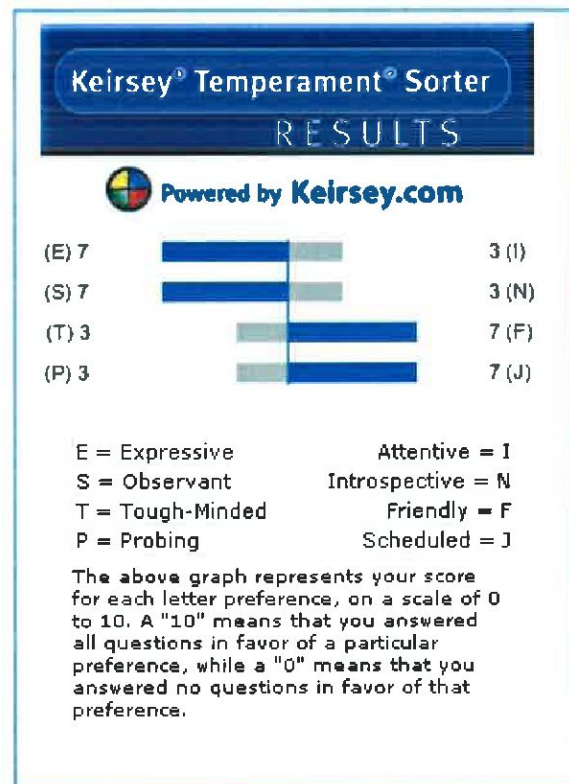 Keirsey® Temperament® Sorter
RESULTS
Powered by Keirsey.com
(E) 7 3 (I)
(S) 7 3 (N)
(T) 3 7 (F)
(P) 3 7 (J)
E = Expressive Attentive = I
S = Observant Introspective = N
T = Tough-Minded Friendly = F
P = Probing Scheduled = J
The above graph represents your score
for each letter preference, on a scale of 0
to 10. A "10" means that you answered
all questions in favor of a particular
preference, while a "0" means that you
answered no questions in favor of that
preference.